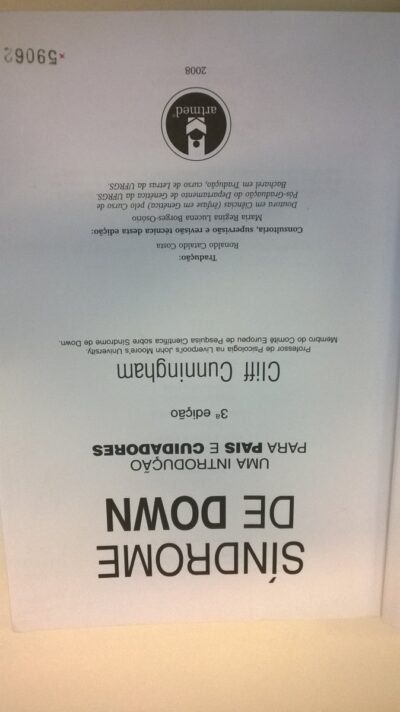 SÍNDROME
DE DOWN
UMA INTRODUÇÃO
PARA PAIS E CUIDADORES
3ª edição
Cliff Cunningham
Professor de Psicologia na Liverpool John Moore's University.
Membro do Comitê Europeu de Pesquisa Científica sobre Síndrome de Down.
Tradução:
Ronaldo Cataldo Costa
Consultoria, supervisão e revisão técnica desta edição:
Maria Regina Lucena Borges-Osório
Doutora em Ciências (ênfase em Genética) pelo Curso de
Pós-Graduação do Departamento de Genética da UFRGS.
Bacharel em Tradução, curso de Letras da UFRGS.
artmed®
2008
*59062